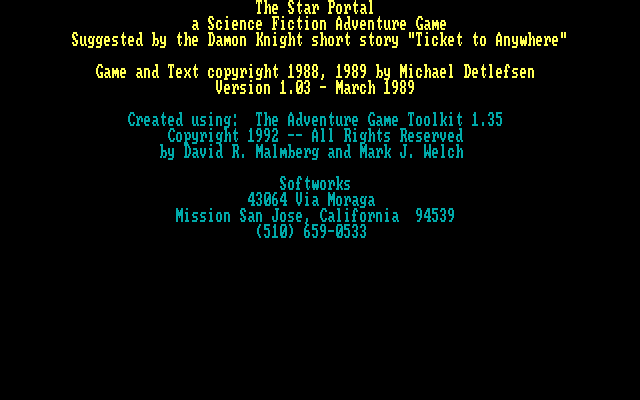 The Star Portal
a Science Fiction Adventure Game
Suggested by the Damon Knight short story "Ticket to Anywhere"
Game and Text copyright 1988, 1989 by Michael Detlefsen
Version 1.03 - March 1989
Created using:  The Adventure Game Toolkit 1.35
Copyright 1992 -- All Rights Reserved
by David R. Malmberg and Mark J. Welch
Softworks
43064 Via Moraga
Mission San Jose, California  94539
(510) 659-0533